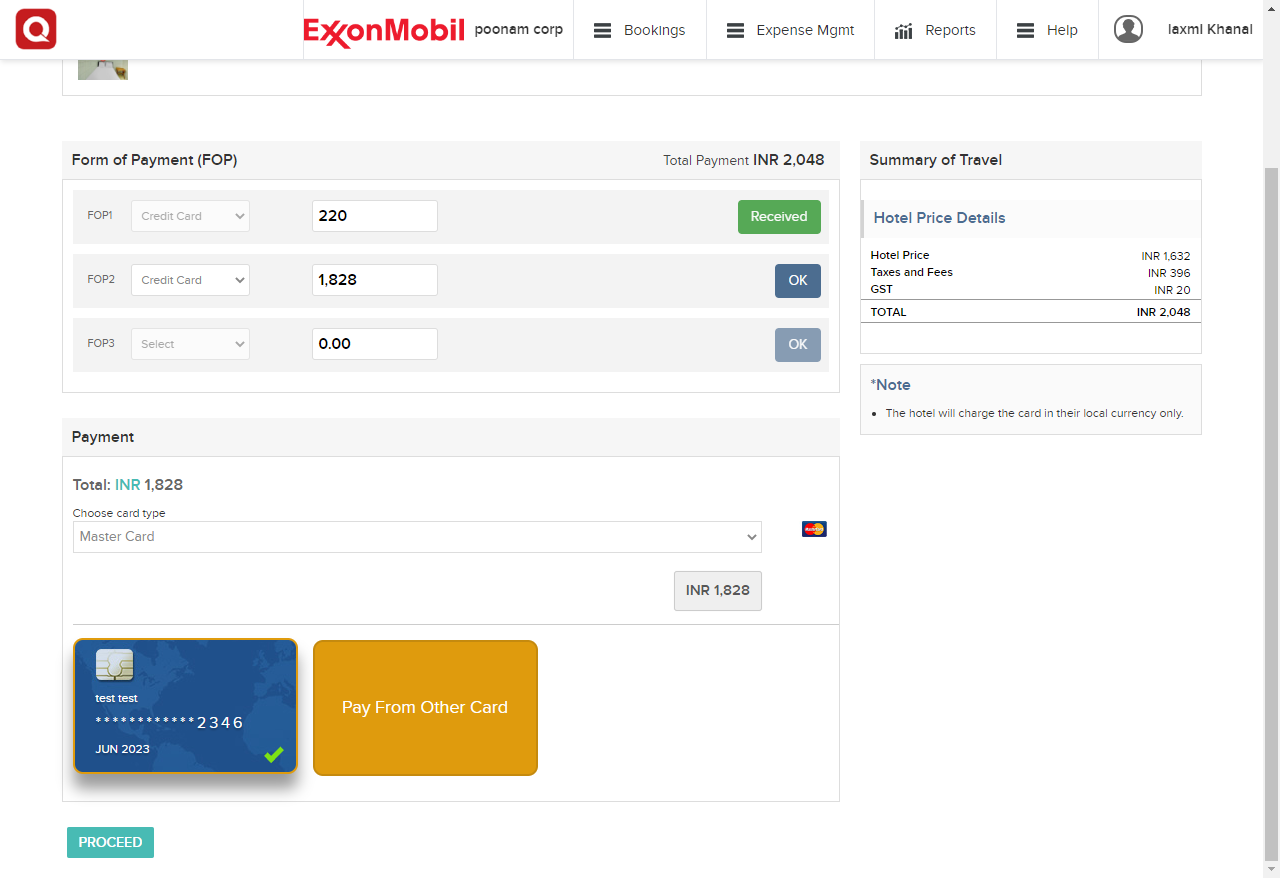 Q ExxonMobil poonam corp Bookings Expense Mgmt Reports Help laxmi Khanal
Form of Payment (FOP) Total Payment INR 2,048
FOP1 Credit Card 220 Received
FOP2 Credit Card 1,828 OK
FOP3 Select 0.00 OK
Payment
Total: INR 1,828
Choose card type
Master Card MasterCard
INR 1,828
test test
************2346
JUN 2023
Pay From Other Card
PROCEED
Summary of Travel
Hotel Price Details
Hotel Price INR 1,632
Taxes and Fees INR 396
GST INR 20
TOTAL INR 2,048
*Note
• The hotel will charge the card in their local currency only.